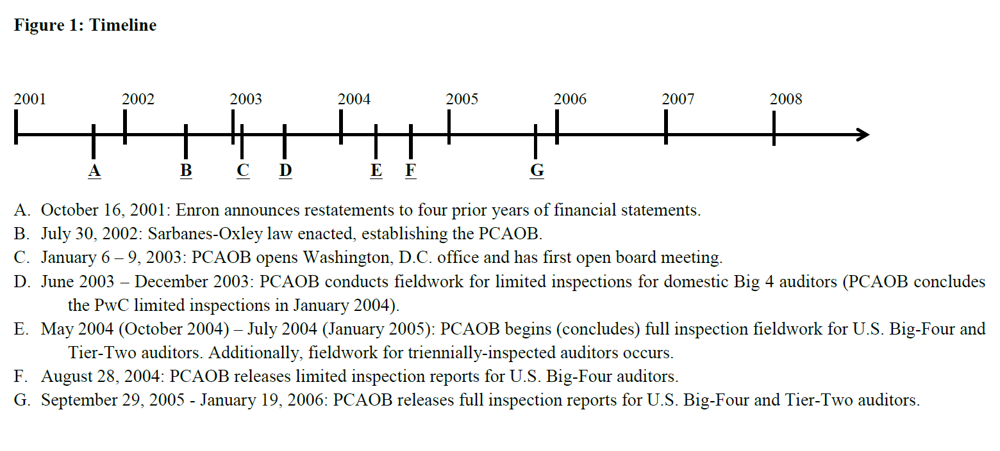 Figure 1: Timeline
2001 2002 2003 2004 2005 2006 2007 2008
A B C D E F G
A. October 16, 2001: Enron announces restatements to four prior years of financial statements.
B. July 30, 2002: Sarbanes-Oxley law enacted, establishing the PCAOB.
C. January 6 – 9, 2003: PCAOB opens Washington, D.C. office and has first open board meeting.
D. June 2003 – December 2003: PCAOB conducts fieldwork for limited inspections for domestic Big 4 auditors (PCAOB concludes
the PwC limited inspections in January 2004).
E. May 2004 (October 2004) – July 2004 (January 2005): PCAOB begins (concludes) full inspection fieldwork for U.S. Big-Four and
Tier-Two auditors. Additionally, fieldwork for triennially-inspected auditors occurs.
F. August 28, 2004: PCAOB releases limited inspection reports for U.S. Big-Four auditors.
G. September 29, 2005 - January 19, 2006: PCAOB releases full inspection reports for U.S. Big-Four and Tier-Two auditors.